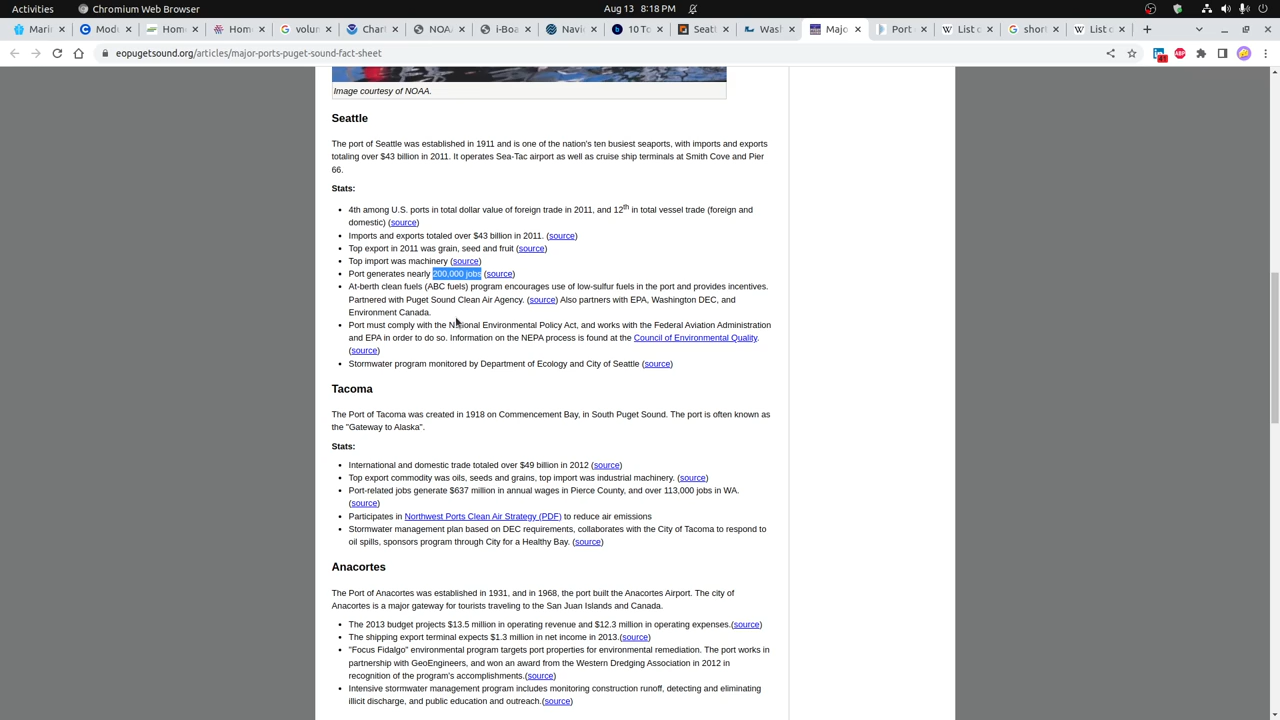 Activities
Chromium Web Browser
Aug 13  8:18 PM
Maric
Mode
Hom
Home
volun
Chart
NOAA
i-Boa
Navic
10 To
Seatt
Wash
Majo
Port
List o
short
List o
eopugetsound.org/articles/major-ports-puget-sound-fact-sheet
41
ABP
Image courtesy of NOAA.
Seattle
The port of Seattle was established in 1911 and is one of the nation's ten busiest seaports, with imports and exports
totaling over $43 billion in 2011. It operates Sea-Tac airport as well as cruise ship terminals at Smith Cove and Pier
66.
Stats:
• 4th among U.S. ports in total dollar value of foreign trade in 2011, and 12th in total vessel trade (foreign and
domestic) (source)
• Imports and exports totaled over $43 billion in 2011. (source)
• Top export in 2011 was grain, seed and fruit (source)
• Top import was machinery (source)
• Port generates nearly 200,000 jobs (source)
• At-berth clean fuels (ABC fuels) program encourages use of low-sulfur fuels in the port and provides incentives.
Partnered with Puget Sound Clean Air Agency. (source) Also partners with EPA, Washington DEC, and
Environment Canada.
• Port must comply with the National Environmental Policy Act, and works with the Federal Aviation Administration
and EPA in order to do so. Information on the NEPA process is found at the Council of Environmental Quality.
(source)
• Stormwater program monitored by Department of Ecology and City of Seattle (source)
Tacoma
The Port of Tacoma was created in 1918 on Commencement Bay, in South Puget Sound. The port is often known as
the "Gateway to Alaska".
Stats:
• International and domestic trade totaled over $49 billion in 2012 (source)
• Top export commodity was oils, seeds and grains, top import was industrial machinery. (source)
• Port-related jobs generate $637 million in annual wages in Pierce County, and over 113,000 jobs in WA.
(source)
• Participates in Northwest Ports Clean Air Strategy (PDF) to reduce air emissions
• Stormwater management plan based on DEC requirements, collaborates with the City of Tacoma to respond to
oil spills, sponsors program through City for a Healthy Bay. (source)
Anacortes
The Port of Anacortes was established in 1931, and in 1968, the port built the Anacortes Airport. The city of
Anacortes is a major gateway for tourists traveling to the San Juan Islands and Canada.
• The 2013 budget projects $13.5 million in operating revenue and $12.3 million in operating expenses.(source)
• The shipping export terminal expects $1.3 million in net income in 2013.(source)
• "Focus Fidalgo" environmental program targets port properties for environmental remediation. The port works in
partnership with GeoEngineers, and won an award from the Western Dredging Association in 2012 in
recognition of the program's accomplishments.(source)
• Intensive stormwater management program includes monitoring construction runoff, detecting and eliminating
illicit discharge, and public education and outreach.(source)